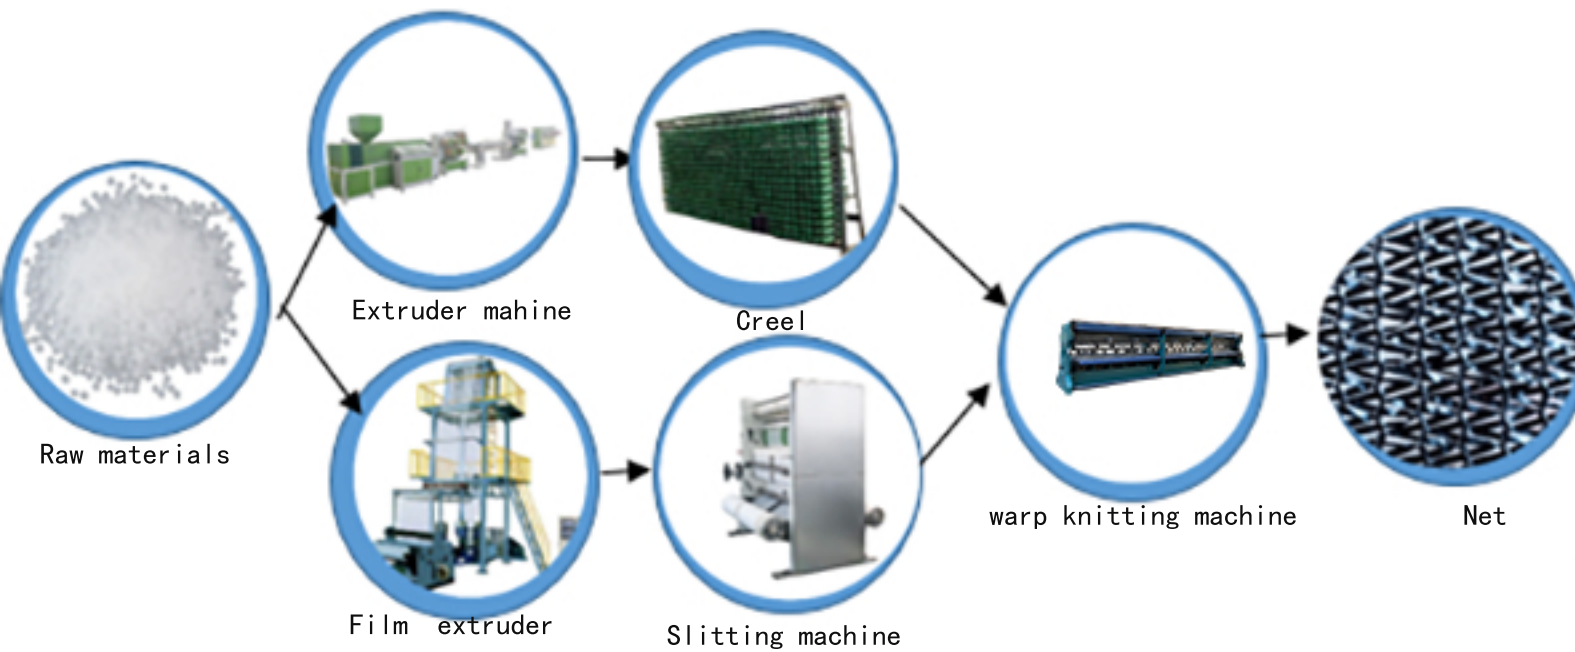 Extruder mahine
Creel
Raw materials
warp knitting machine
Net
Film extruder
Slitting machine